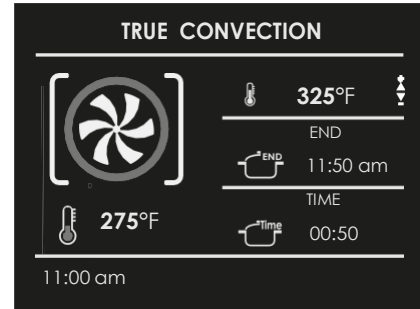 TRUE CONVECTION
325°F
END
END
11:50 am
TIME
275°F
Time
00:50
11:00 am